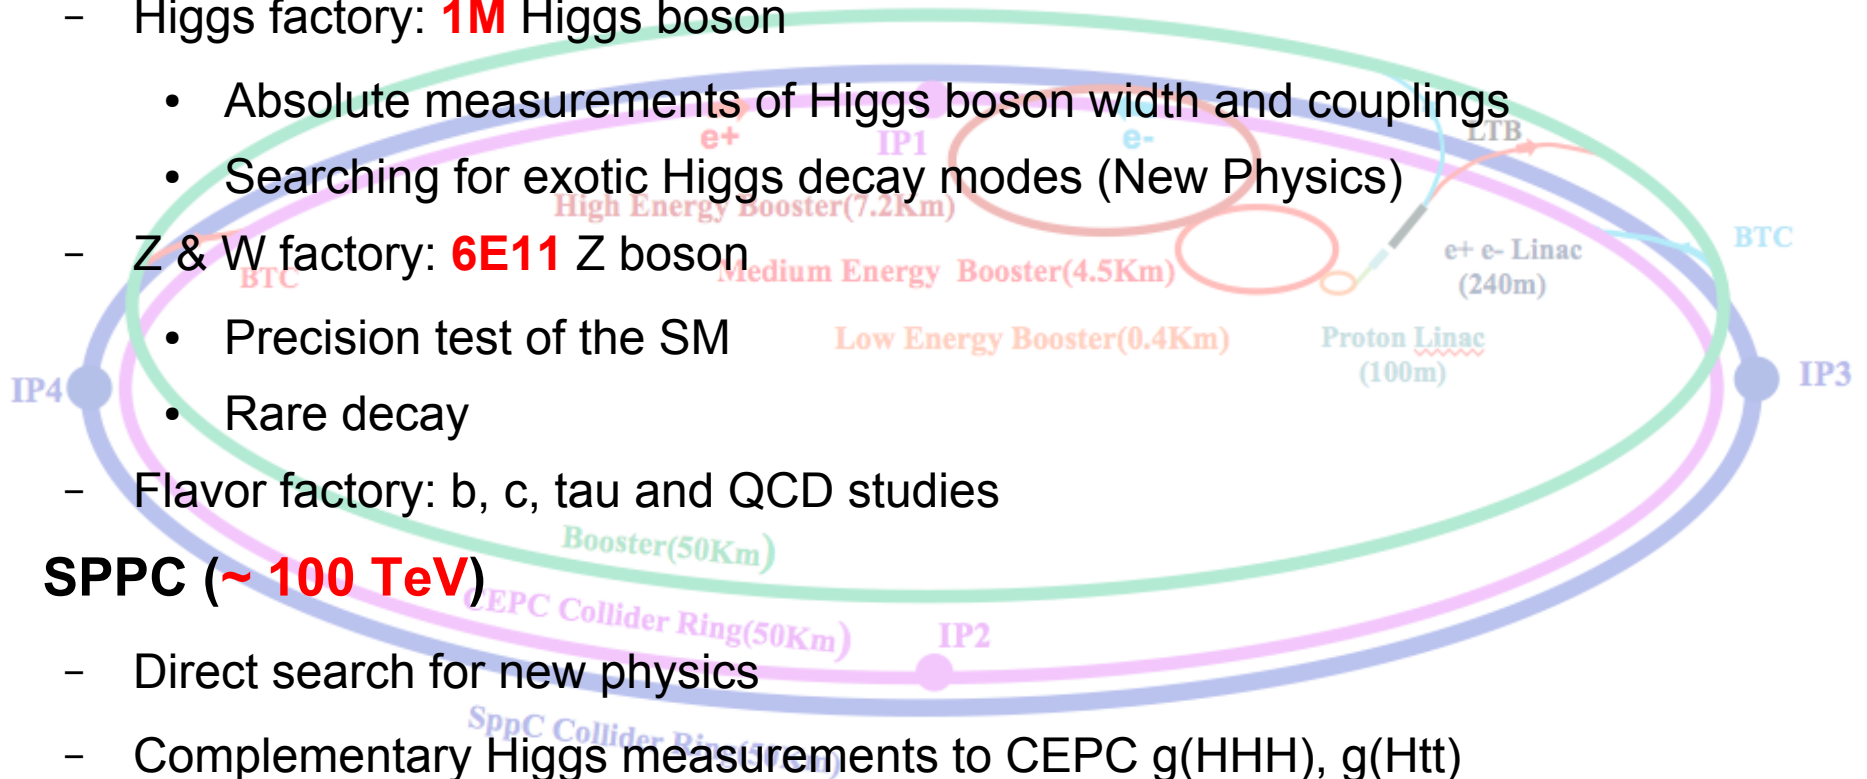 – Higgs factory: 1M Higgs boson
• Absolute measurements of Higgs boson width and couplings
e+ IP1 e- LTB
• Searching for exotic Higgs decay modes (New Physics)
High Energy Booster(7.2Km)
– Z & W factory: 6E11 Z boson
BTC
e+ e- Linac
(240m)
BTC
Medium Energy Booster(4.5Km)
• Precision test of the SM
Low Energy Booster(0.4Km)
Proton Linac
(100m)
IP4
IP3
• Rare decay
– Flavor factory: b, c, tau and QCD studies
Booster(50Km)
SPPC (~ 100 TeV)
CEPC Collider Ring(50Km)
IP2
– Direct search for new physics
SppC Collider Ring(50Km)
– Complementary Higgs measurements to CEPC g(HHH), g(Htt)